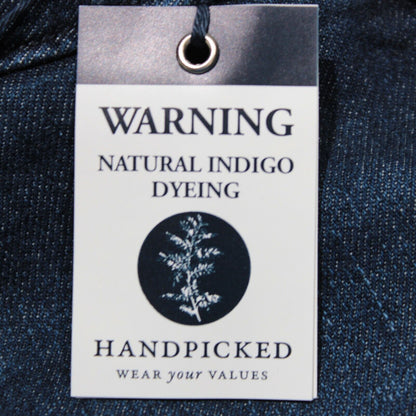 WARNING
NATURAL INDIGO
DYEING
HANDPICKED
WEAR your VALUES